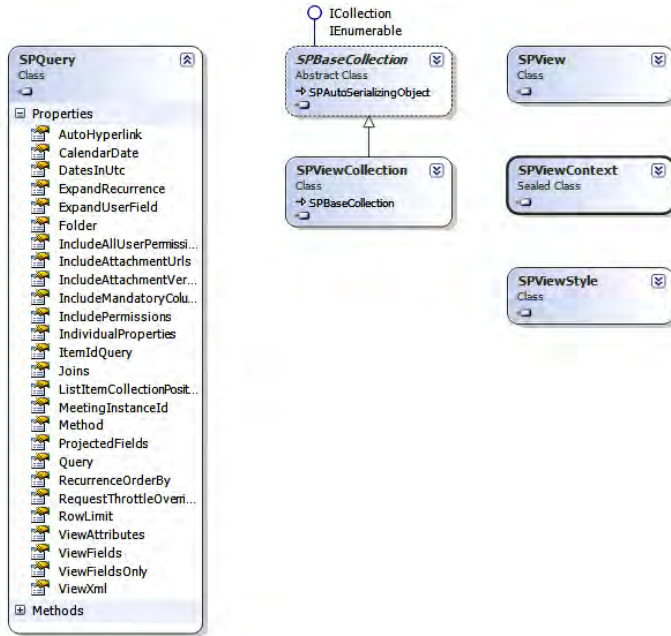 SPQuery
Class
Properties
AutoHyperlink
CalendarDate
DatesInUtc
ExpandRecurrence
ExpandUserField
Folder
IncludeAllUserPermissi...
IncludeAttachmentUrls
IncludeAttachmentVer...
IncludeMandatoryColu...
IncludePermissions
IndividualProperties
ItemIdQuery
Joins
ListItemCollectionPosit...
MeetingInstanceId
Method
ProjectedFields
Query
RecurrenceOrderBy
RequestThrottleOverri...
RowLimit
ViewAttributes
ViewFields
ViewFieldsOnly
ViewXml
Methods
ICollection
IEnumerable
SPBaseCollection
Abstract Class
SPAutoSerializingObject
SPViewCollection
Class
SPBaseCollection
SPView
Class
SPViewContext
Sealed Class
SPViewStyle
Class